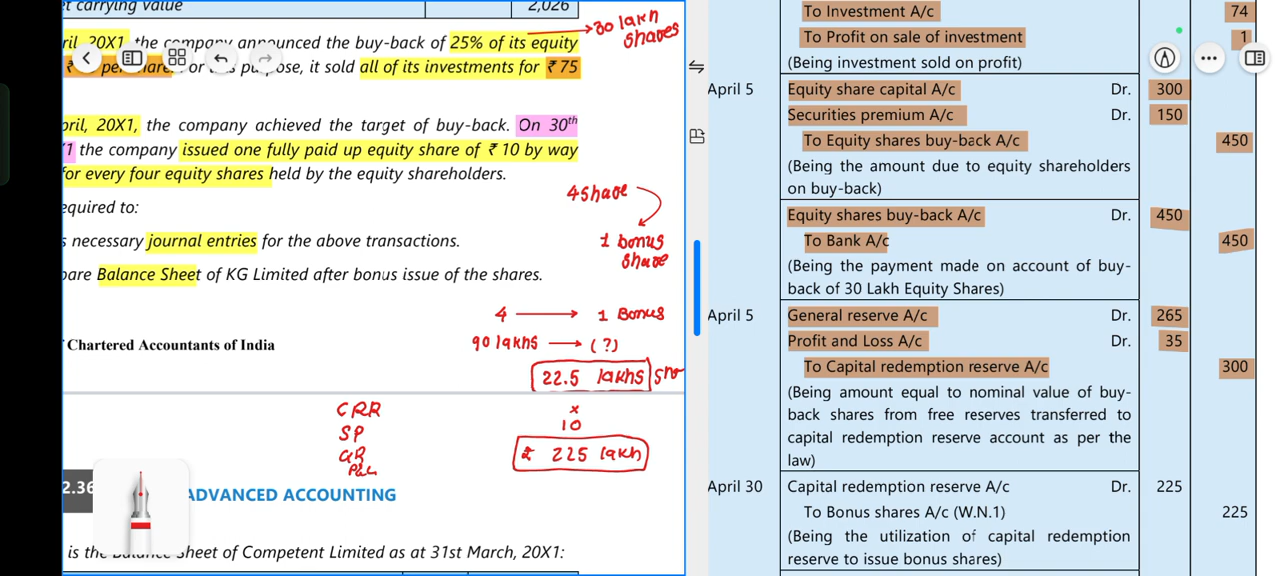 et carrying value
2,026
ril, 20X1, the company announced the buy-back of 25% of its equity
30 lakh
shares
purpose, it sold all of its investments for ₹ 75
pril, 20X1, the company achieved the target of buy-back. On 30th
the company issued one fully paid up equity share of ₹ 10 by way
for every four equity shares held by the equity shareholders.
equired to:
s necessary journal entries for the above transactions.
pare Balance Sheet of KG Limited after bonus issue of the shares.
4 share
1 bonus
share
4 → 1 Bonus
90 lakhs → (?)
22.5 lakhs
Chartered Accountants of India
CRR
SP
GR
P&L
x
10
₹ 225 lakh
2.36
ADVANCED ACCOUNTING
is the Balance Sheet of Competent Limited as at 31st March, 20X1:
To Investment A/c 74
To Profit on sale of investment 1
(Being investment sold on profit)
April 5 Equity share capital A/c Dr. 300
Securities premium A/c Dr. 150
To Equity shares buy-back A/c 450
(Being the amount due to equity shareholders
on buy-back)
Equity shares buy-back A/c Dr. 450
To Bank A/c 450
(Being the payment made on account of buy-
back of 30 Lakh Equity Shares)
April 5 General reserve A/c Dr. 265
Profit and Loss A/c Dr. 35
To Capital redemption reserve A/c 300
(Being amount equal to nominal value of buy-
back shares from free reserves transferred to
capital redemption reserve account as per the
law)
April 30 Capital redemption reserve A/c Dr. 225
To Bonus shares A/c (W.N.1) 225
(Being the utilization of capital redemption
reserve to issue bonus shares)